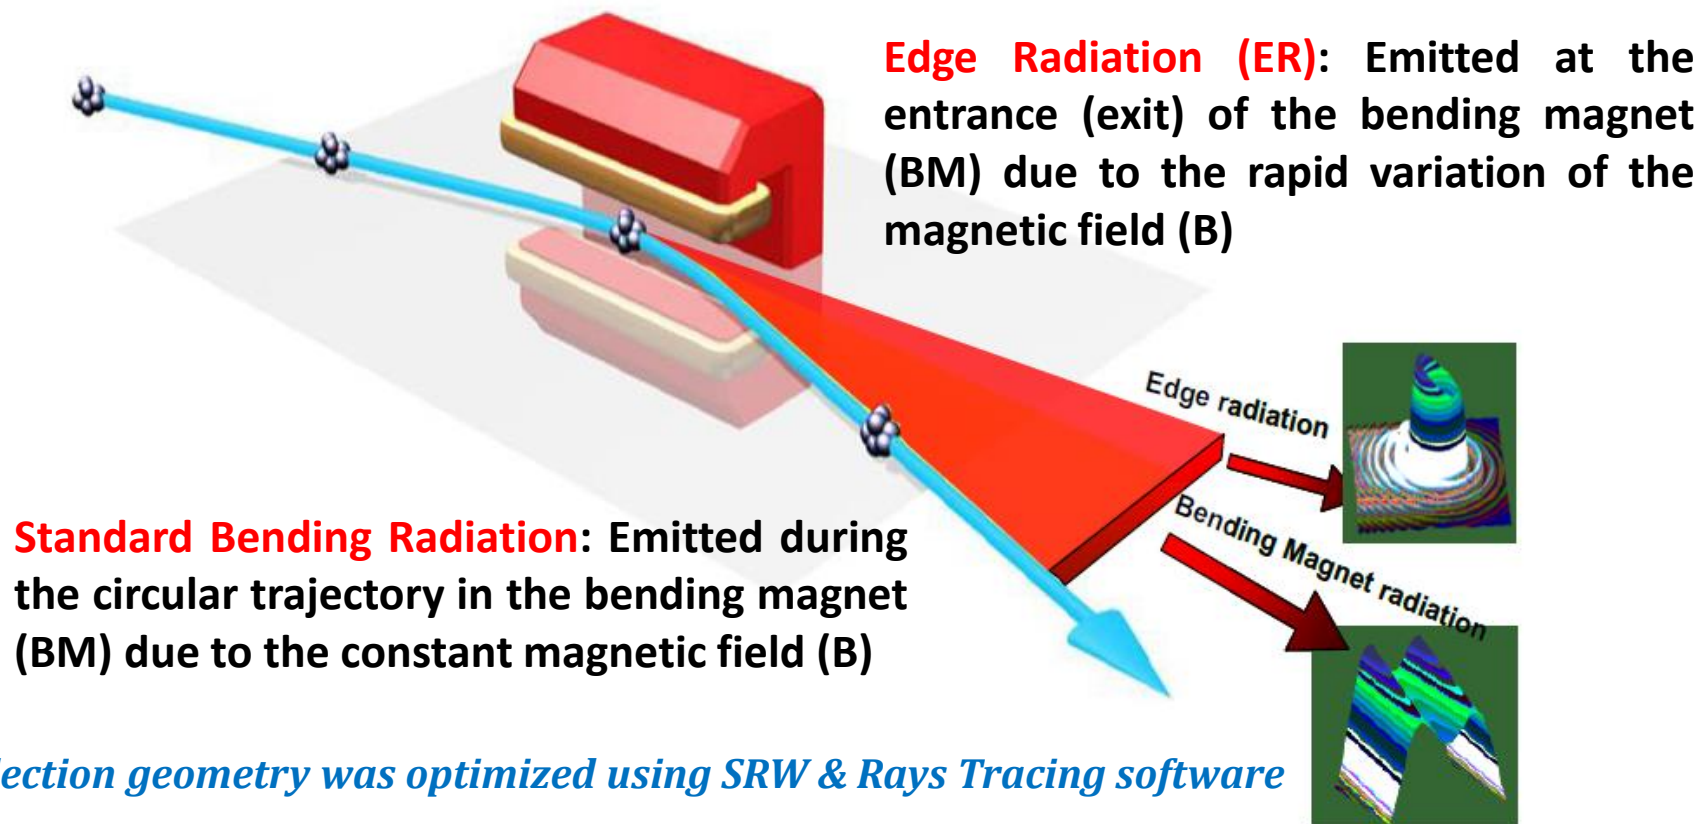 Edge Radiation (ER): Emitted at the
entrance (exit) of the bending magnet
(BM) due to the rapid variation of the
magnetic field (B)
Edge radiation
Bending Magnet radiation
Standard Bending Radiation: Emitted during
the circular trajectory in the bending magnet
(BM) due to the constant magnetic field (B)
lection geometry was optimized using SRW & Rays Tracing software